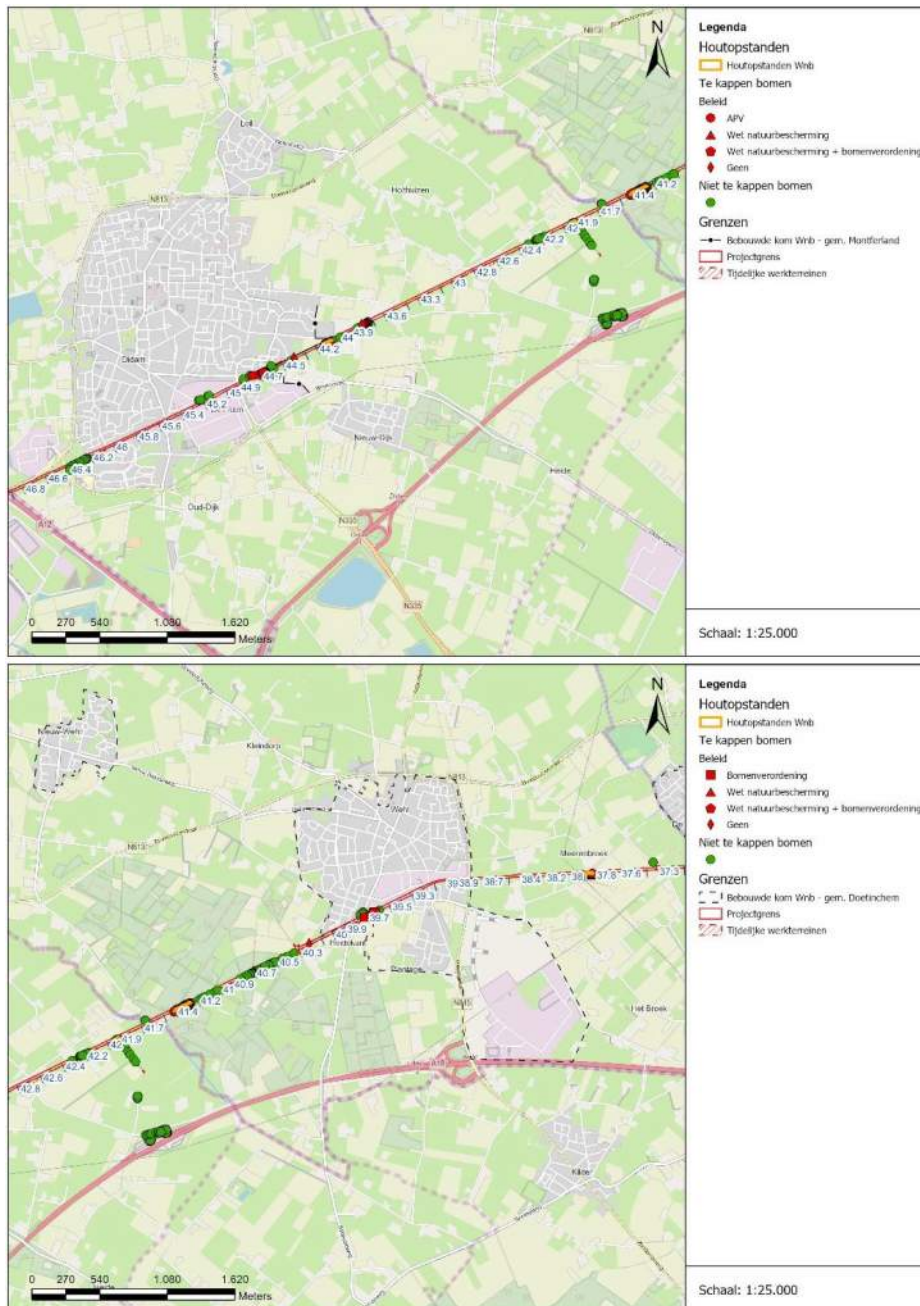 N813
N
Loil
Holthuizen
N813
41.2
41.4
41.7
41.9
42
42.2
42.4
42.6
42.8
43
43.3
43.6
43.9
44
44.2
44.5
44.7
44.9
45
45.2
45.4
45.6
45.8
46
46.2
46.4
46.6
46.8
Didam
Nieuw-Dijk
Heide
Oud-Dijk
N335
A12
N335
0 270 540 1.080 1.620
Meters
Legenda
Houtopstanden
Houtopstanden Wnb
Te kappen bomen
Beleid
APV
Wet natuurbescherming
Wet natuurbescherming + bomenverordening
Geen
Niet te kappen bomen
Grenzen
Bebouwde kom Wnb - gem. Montferland
Projectgrens
Tijdelijke werkterreinen
Schaal: 1:25.000
N
Nieuw-Wehl
Kleindorp
N813
Wehl
N813
Meerenbroek
37.3
37.6
37.8
38
38.2
38.4
38.7
38.9
39
39.3
39.5
39.7
39.9
40
40.3
40.5
40.7
40.9
41
41.2
41.4
41.7
41.9
42
42.2
42.4
42.6
42.8
Het Broek
A18
Kilder
0 270 540 1.080 1.620
Meters
Legenda
Houtopstanden
Houtopstanden Wnb
Te kappen bomen
Beleid
Bomenverordening
Wet natuurbescherming
Wet natuurbescherming + bomenverordening
Geen
Niet te kappen bomen
Grenzen
Bebouwde kom Wnb - gem. Doetinchem
Projectgrens
Tijdelijke werkterreinen
Schaal: 1:25.000